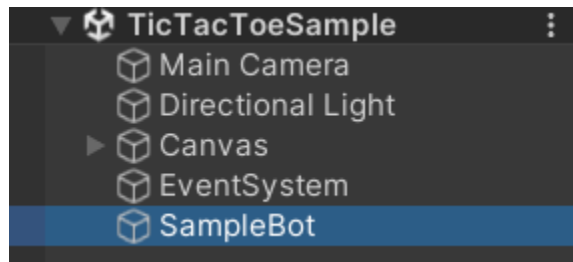 TicTacToeSample
Main Camera
Directional Light
Canvas
EventSystem
SampleBot